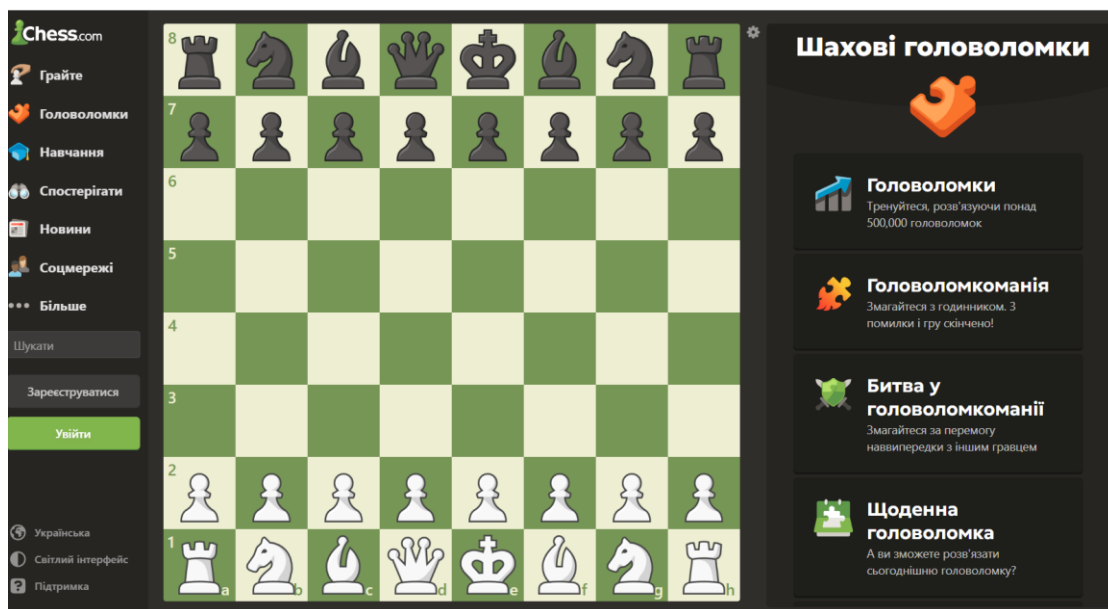 Chess.com
Грайте
Головоломки
Навчання
Спостерігати
Новини
Соцмережі
Більше
Шукати
Зареєструватися
Увійти
Українська
Світлий інтерфейс
Підтримка
8
7
6
5
4
3
2
1
a
b
c
d
e
f
g
h
Шахові головоломки
Головоломки
Тренуйтеся, розв'язуючи понад
500,000 головоломок
Головоломкоманія
Змагайтеся з годинником. 3
помилки і гру скінчено!
Битва у
головоломкоманії
Змагайтеся за перемогу
наввипередки з іншим гравцем
Щоденна
головоломка
А ви зможете розв'язати
сьогоднішню головоломку?